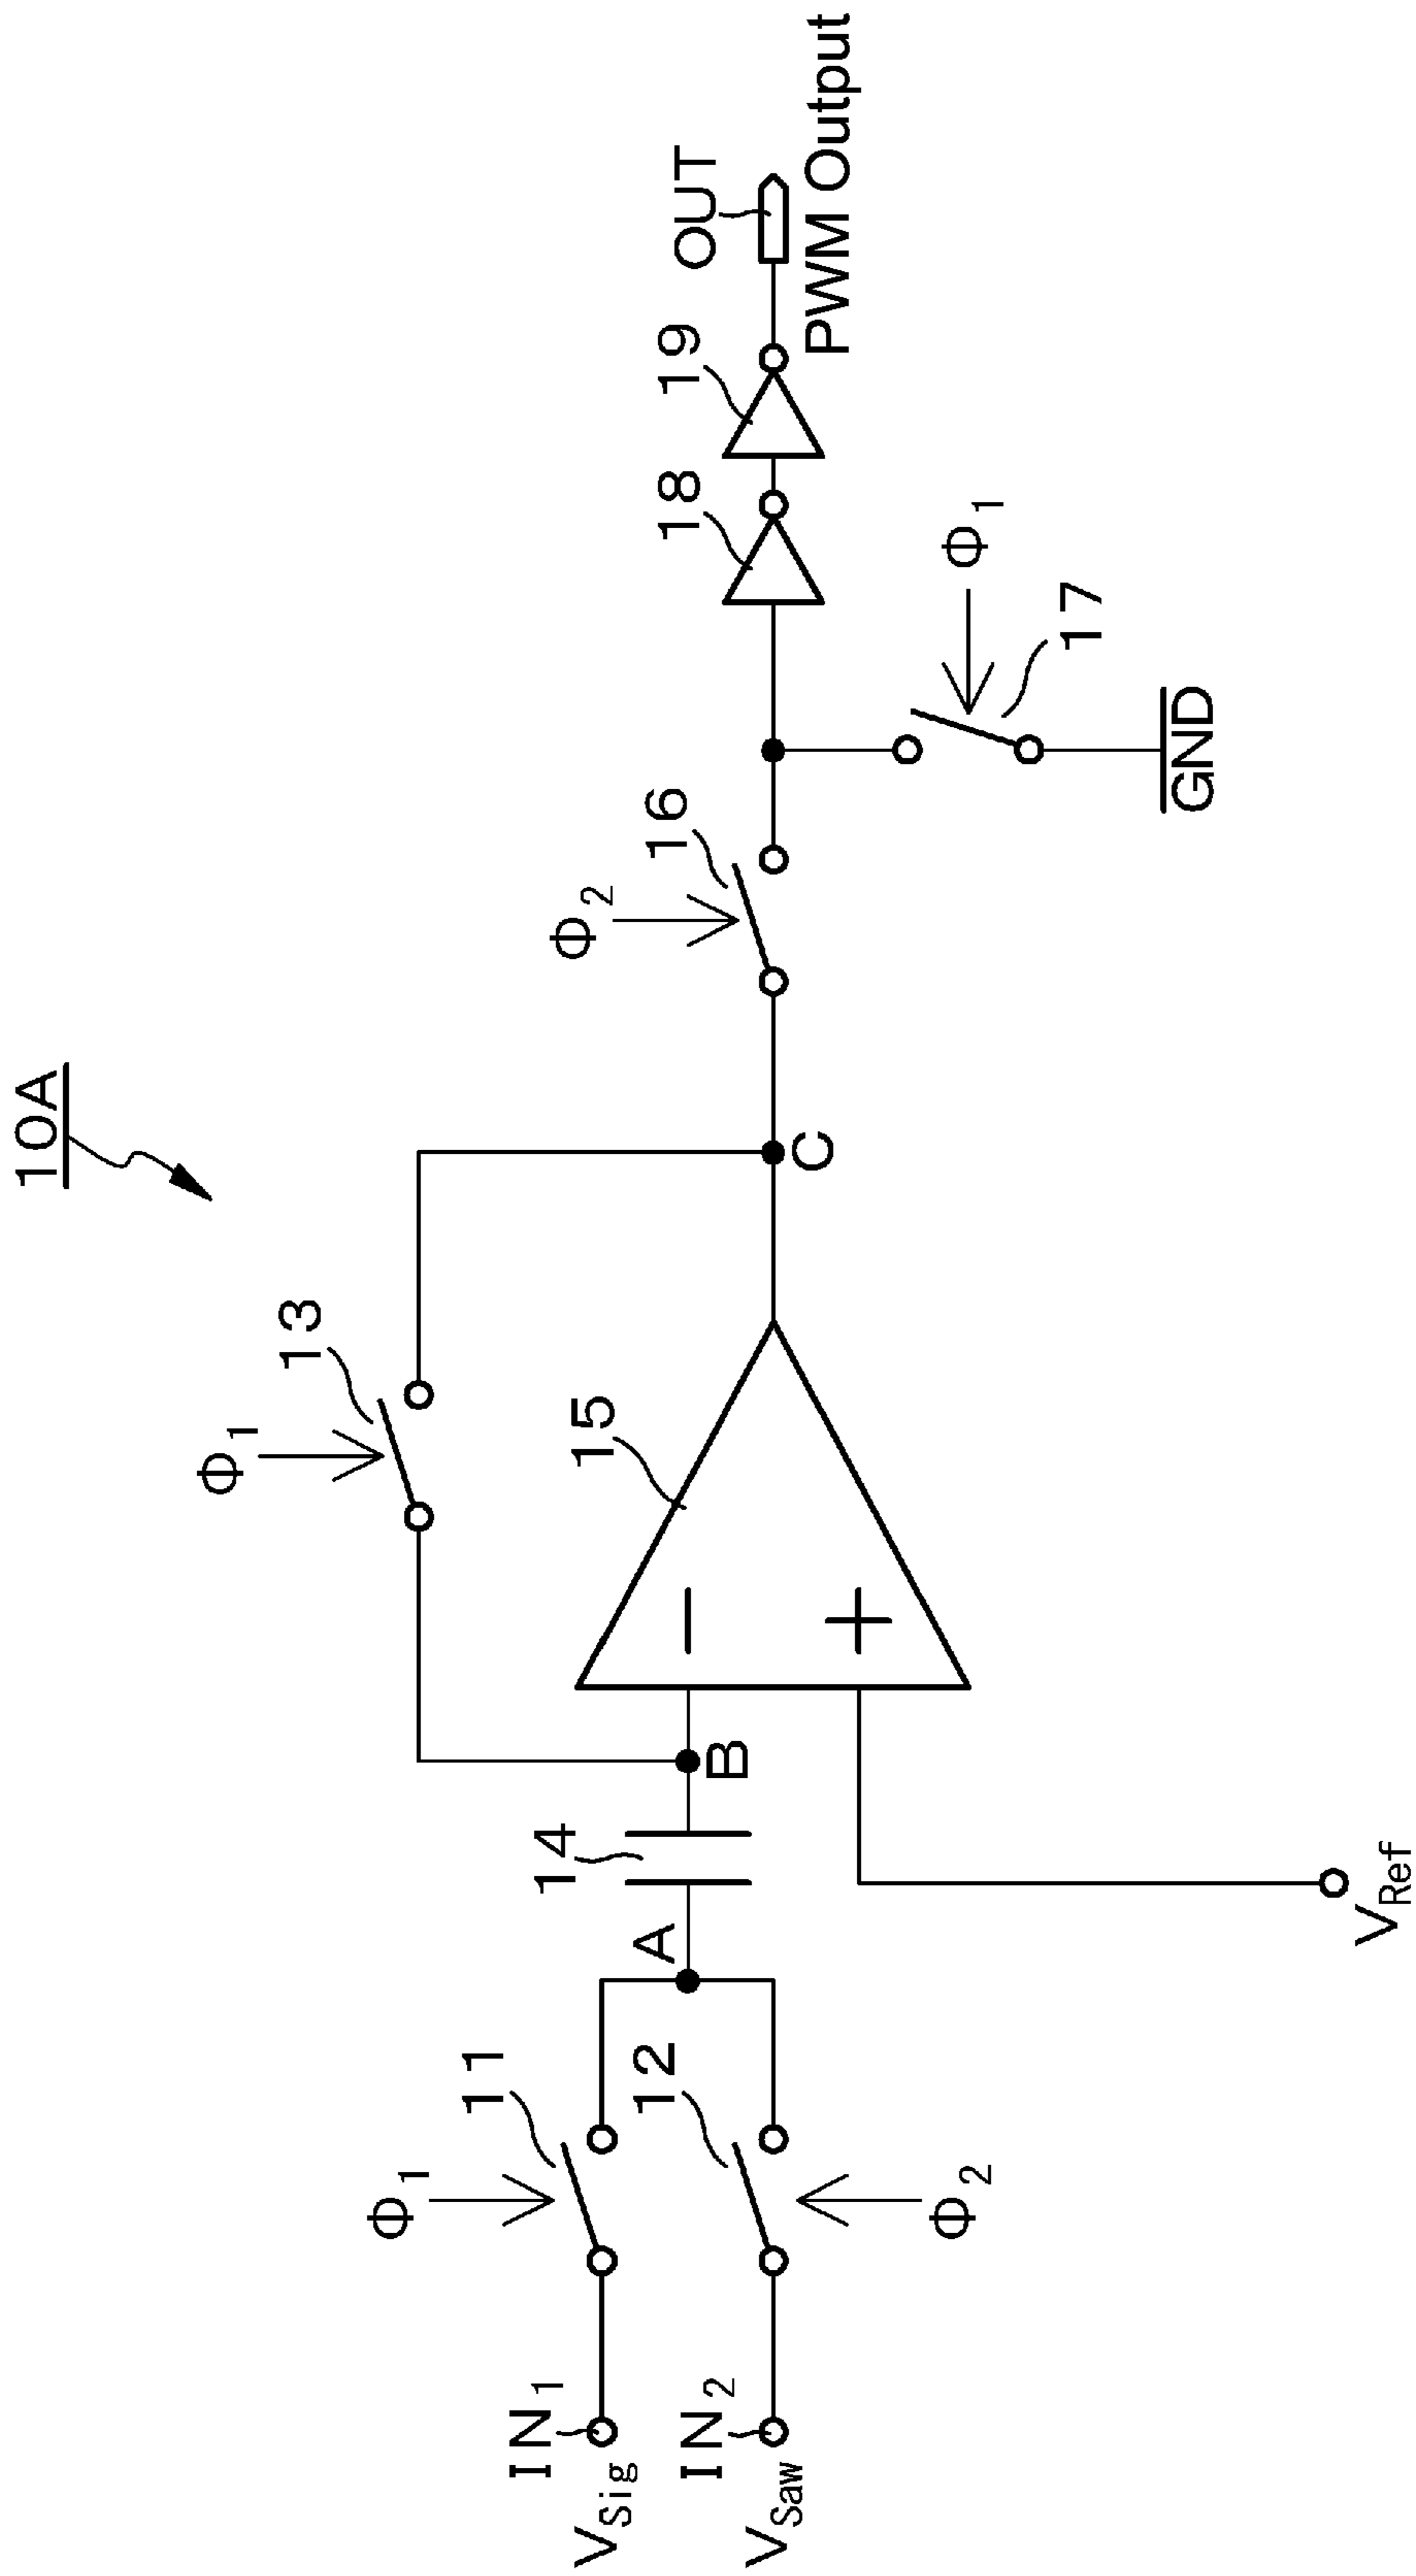 10A
Φ1
13
Φ2
16
18
19
OUT
PWM Output
Φ1
11
A
14
B
15
−
+
C
Φ1
17
GND
IN1
VSig
12
IN2
VSaw
Φ2
VRef